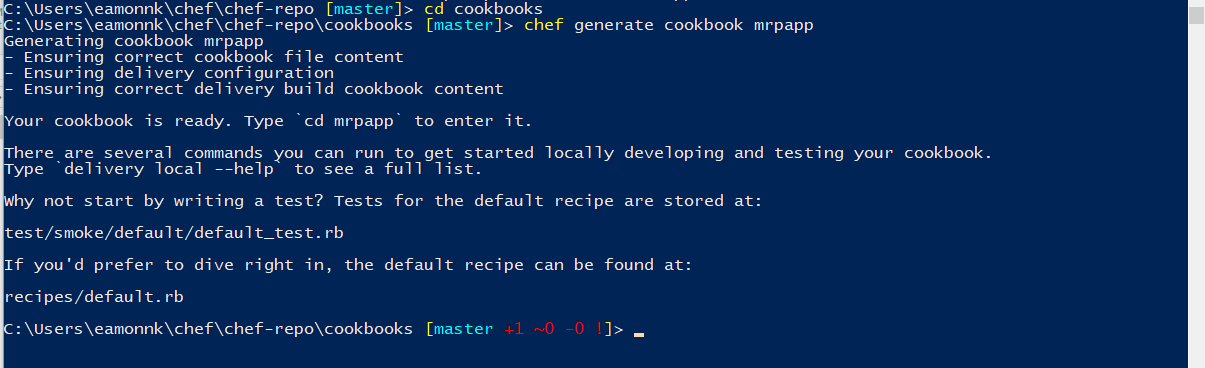 C:\Users\eamonnk\chef\chef-repo [master]> cd cookbooks
C:\Users\eamonnk\chef\chef-repo\cookbooks [master]> chef generate cookbook mrpapp
Generating cookbook mrpapp
- Ensuring correct cookbook file content
- Ensuring delivery configuration
- Ensuring correct delivery build cookbook content
Your cookbook is ready. Type `cd mrpapp` to enter it.
There are several commands you can run to get started locally developing and testing your cookbook.
Type `delivery local --help` to see a full list.
Why not start by writing a test? Tests for the default recipe are stored at:
test/smoke/default/default_test.rb
If you'd prefer to dive right in, the default recipe can be found at:
recipes/default.rb
C:\Users\eamonnk\chef\chef-repo\cookbooks [master +1 ~0 -0 !]> _